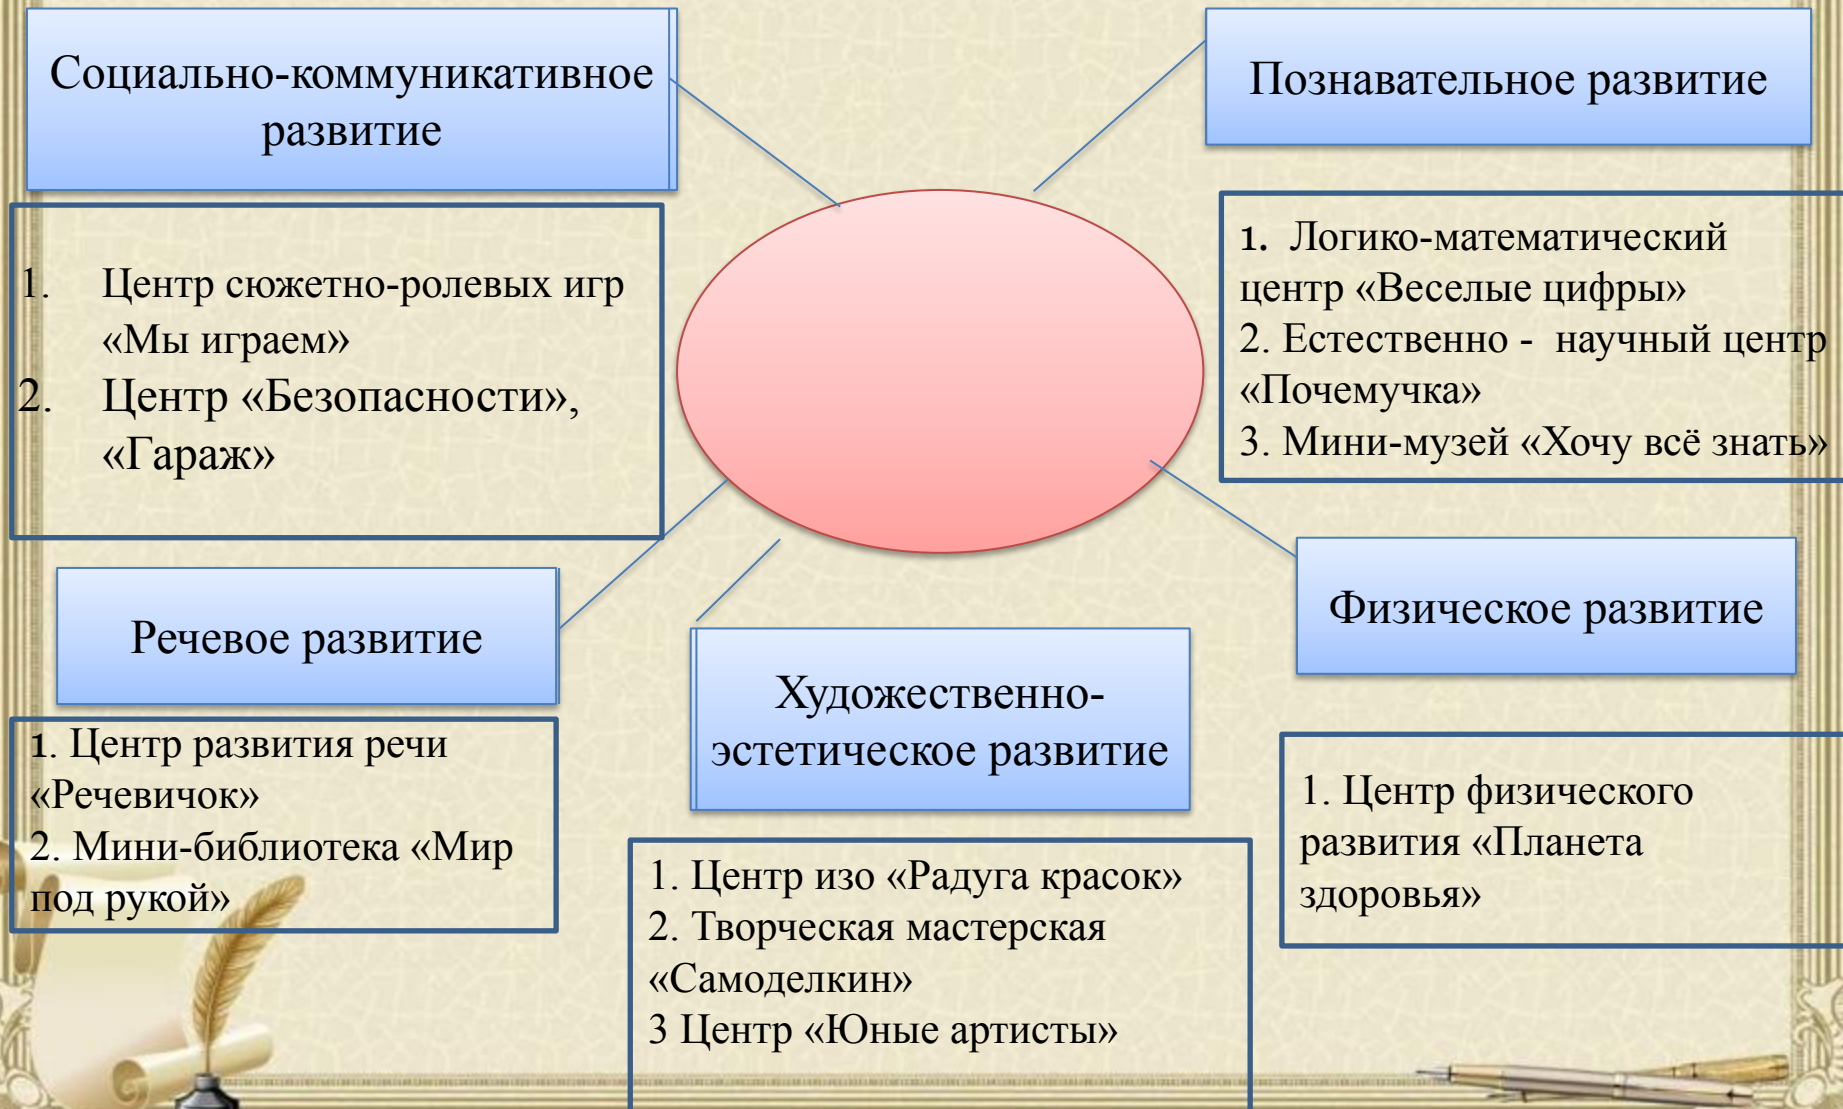 Социально-коммуникативное
развитие
Познавательное развитие
1. Центр сюжетно-ролевых игр
«Мы играем»
2. Центр «Безопасности»,
«Гараж»
1. Логико-математический
центр «Веселые цифры»
2. Естественно - научный центр
«Почемучка»
3. Мини-музей «Хочу всё знать»
Речевое развитие
1. Центр развития речи
«Речевичок»
2. Мини-библиотека «Мир
под рукой»
Художественно-
эстетическое развитие
1. Центр изо «Радуга красок»
2. Творческая мастерская
«Самоделкин»
3 Центр «Юные артисты»
Физическое развитие
1. Центр физического
развития «Планета
здоровья»